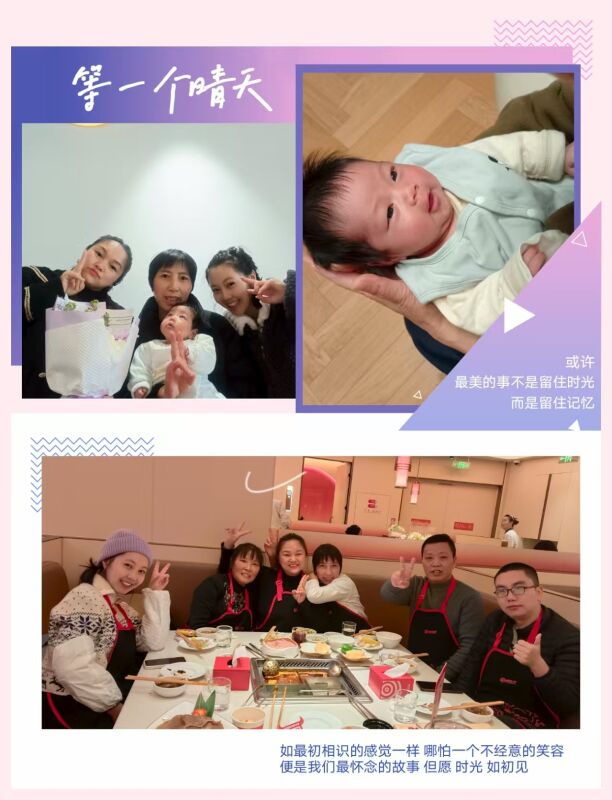 等一个晴天
或许
最美的事不是留住时光
而是留住记忆
如最初相识的感觉一样 哪怕一个不经意的笑容
便是我们最怀念的故事 但愿 时光 如初见